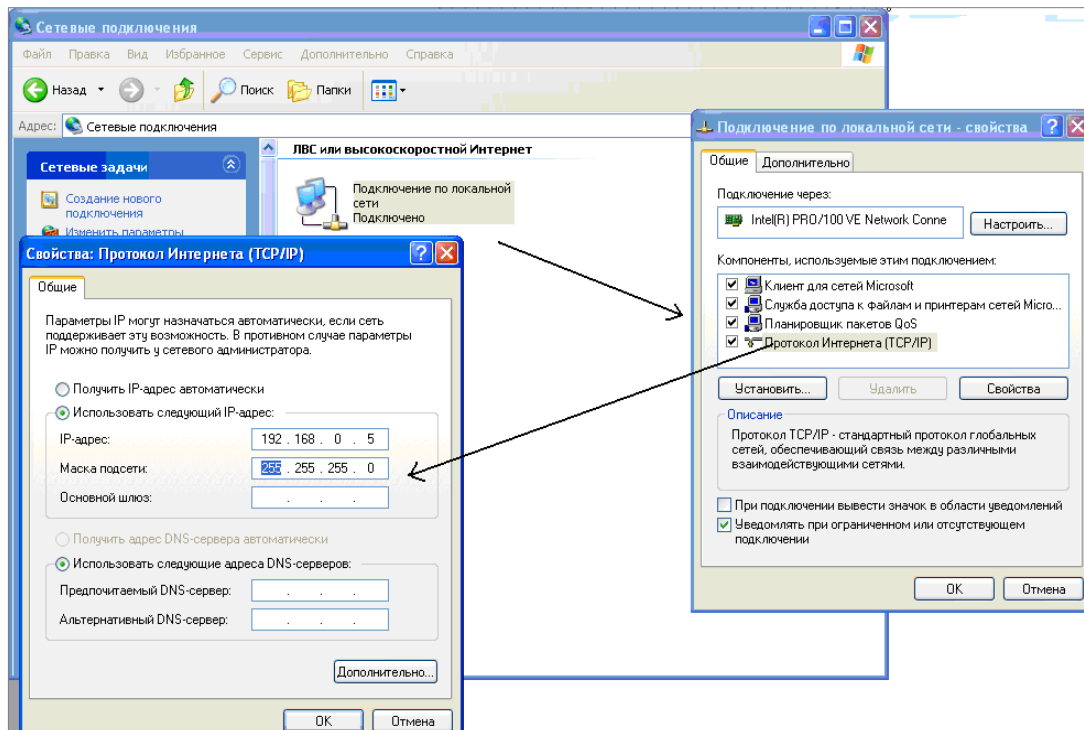 Сетевые подключения
Файл Правка Вид Избранное Сервис Дополнительно Справка
Назад Поиск Папки
Адрес: Сетевые подключения
Сетевые задачи
Создание нового
подключения
Изменить параметры
ЛВС или высокоскоростной Интернет
Подключение по локальной
сети
Подключено
Подключение по локальной сети - свойства
Общие Дополнительно
Подключение через:
Intel(R) PRO/100 VE Network Conne
Настроить...
Компоненты, используемые этим подключением:
Клиент для сетей Microsoft
Служба доступа к файлам и принтерам сетей Micro...
Планировщик пакетов QoS
Протокол Интернета (TCP/IP)
Установить... Удалить Свойства
Описание
Протокол TCP/IP - стандартный протокол глобальных
сетей, обеспечивающий связь между различными
взаимодействующими сетями.
При подключении вывести значок в области уведомлений
Уведомлять при ограниченном или отсутствующем
подключении
OK Отмена
Свойства: Протокол Интернета (TCP/IP)
Общие
Параметры IP могут назначаться автоматически, если сеть
поддерживает эту возможность. В противном случае параметры
IP можно получить у сетевого администратора.
Получить IP-адрес автоматически
Использовать следующий IP-адрес:
IP-адрес: 192 . 168 . 0 . 5
Маска подсети: 255 . 255 . 255 . 0
Основной шлюз: . . .
Получить адрес DNS-сервера автоматически
Использовать следующие адреса DNS-серверов:
Предпочитаемый DNS-сервер: . . .
Альтернативный DNS-сервер: . . .
Дополнительно...
OK Отмена